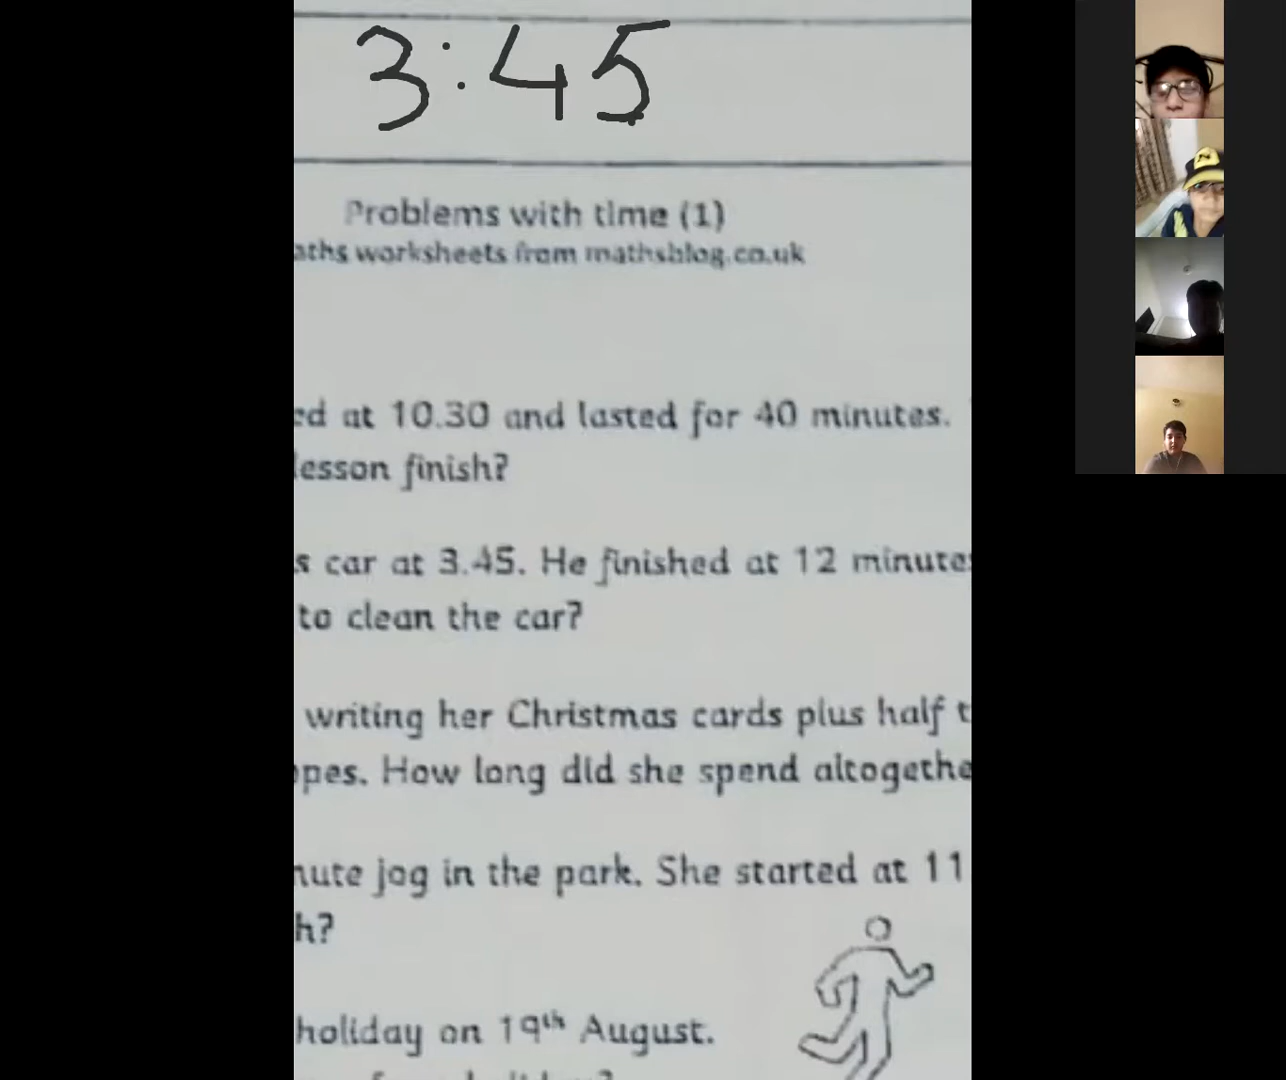 3:45
Problems with time (1)
aths worksheets from mathsblog.co.uk
ed at 10.30 and lasted for 40 minutes.
lesson finish?
s car at 3.45. He finished at 12 minutes
to clean the car?
writing her Christmas cards plus half t
opes. How long did she spend altogethe
nute jog in the park. She started at 11
h?
holiday on 19th August.